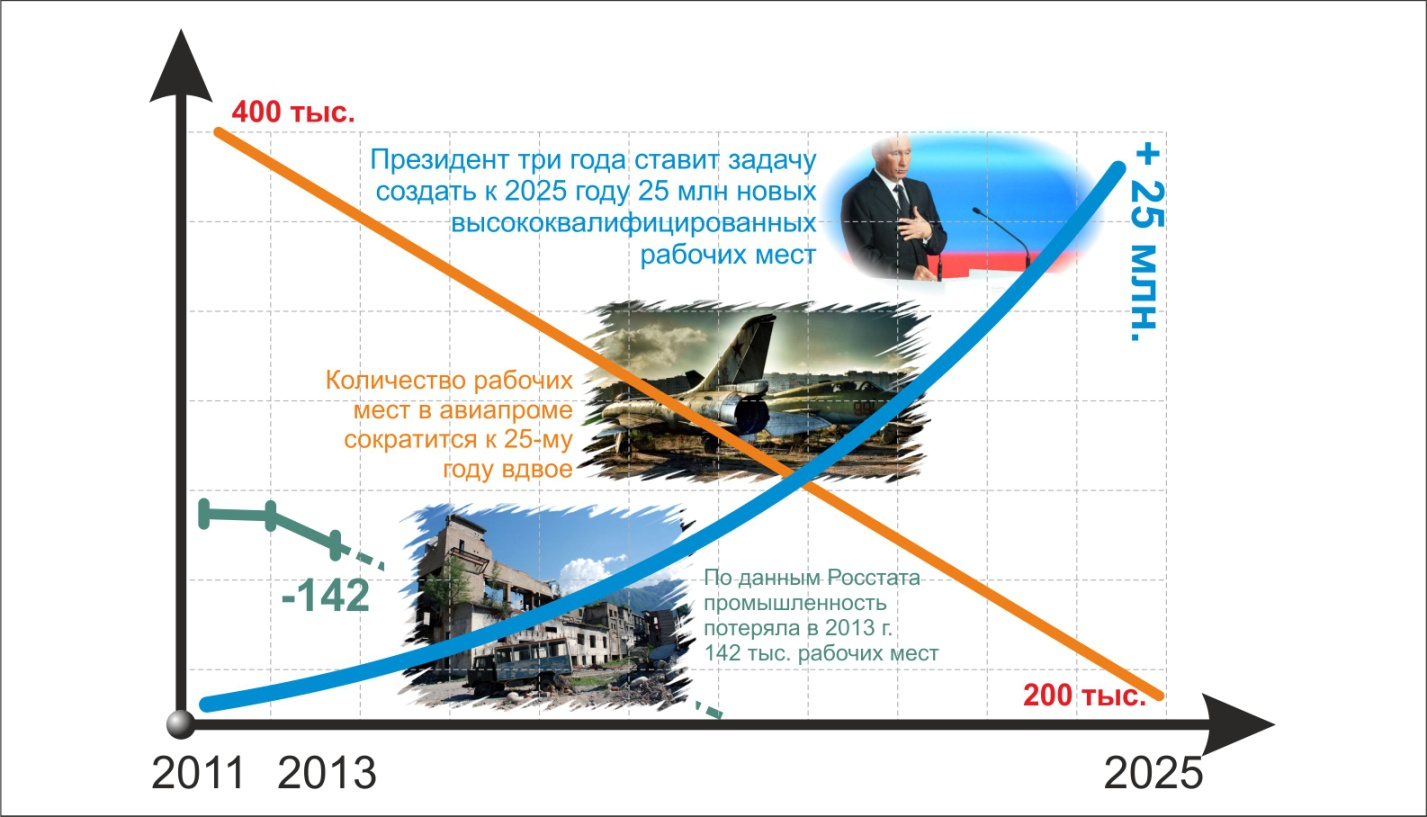 400 тыс.
Президент три года ставит задачу
создать к 2025 году 25 млн новых
высококвалифицированных
рабочих мест
+ 25 млн.
Количество рабочих
мест в авиапроме
сократится к 25-му
году вдвое
-142
По данным Росстата
промышленность
потеряла в 2013 г.
142 тыс. рабочих мест
200 тыс.
2011 2013 2025